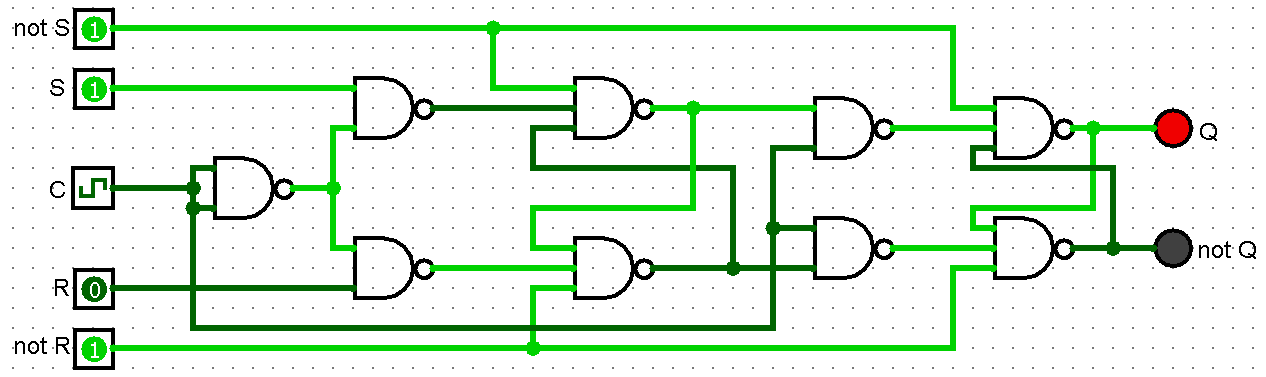 not S 1
S 1
Q
C
not Q
R 0
not R 1